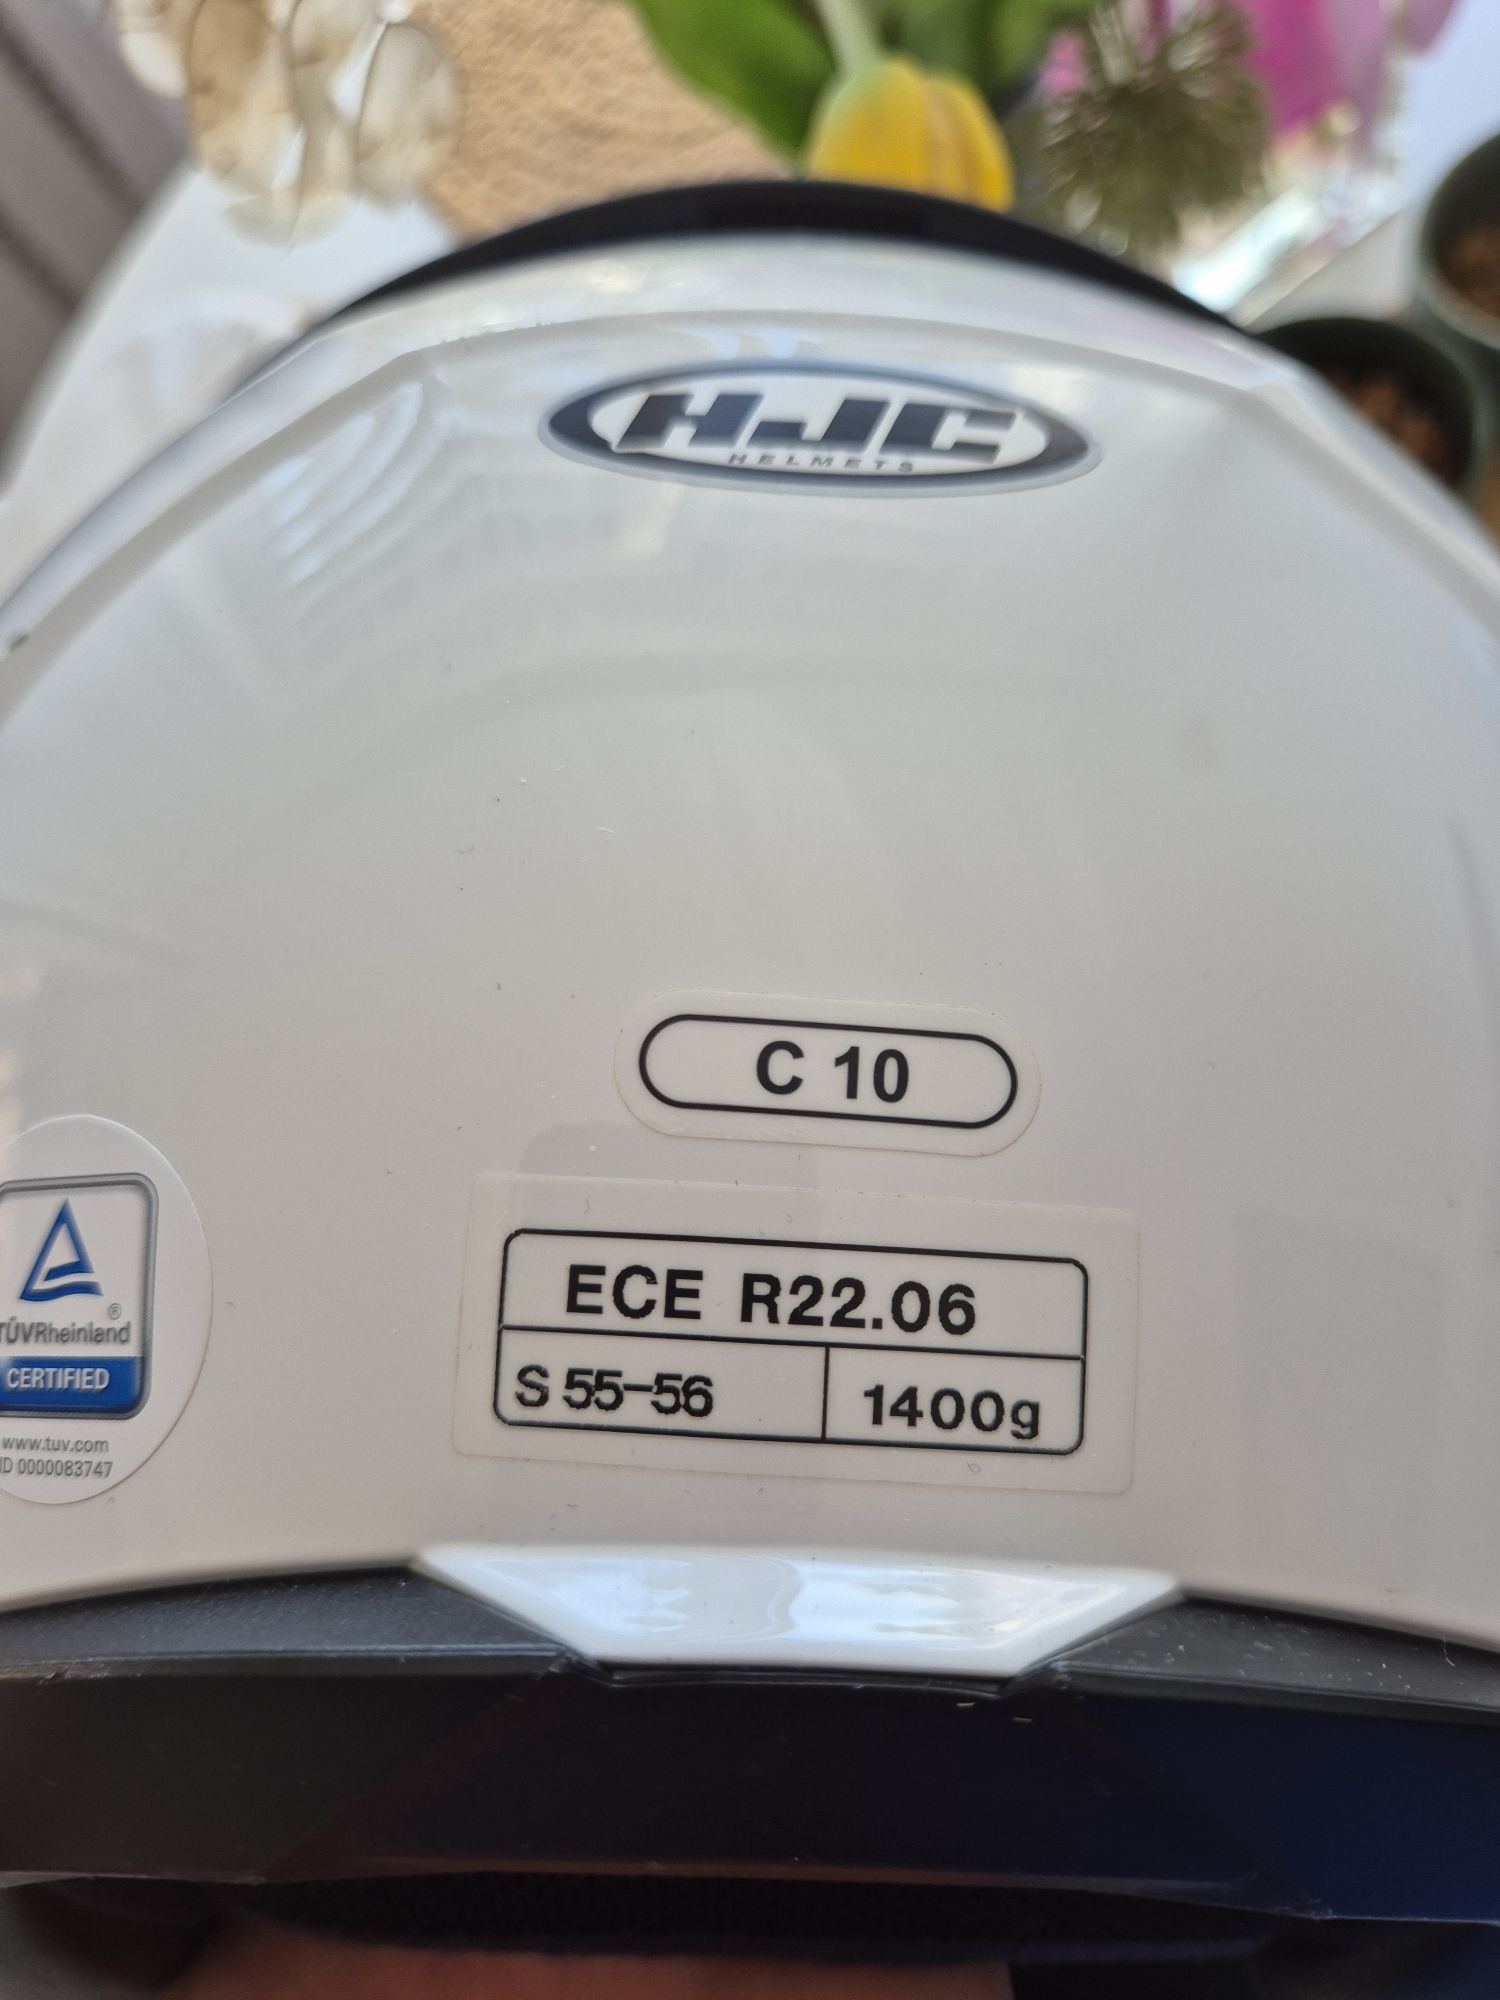 HJC
HELMETS
C 10
ECE R22.06
S 55-56
1400g
TÜVRheinland®
CERTIFIED
www.tuv.com
ID 0000083747